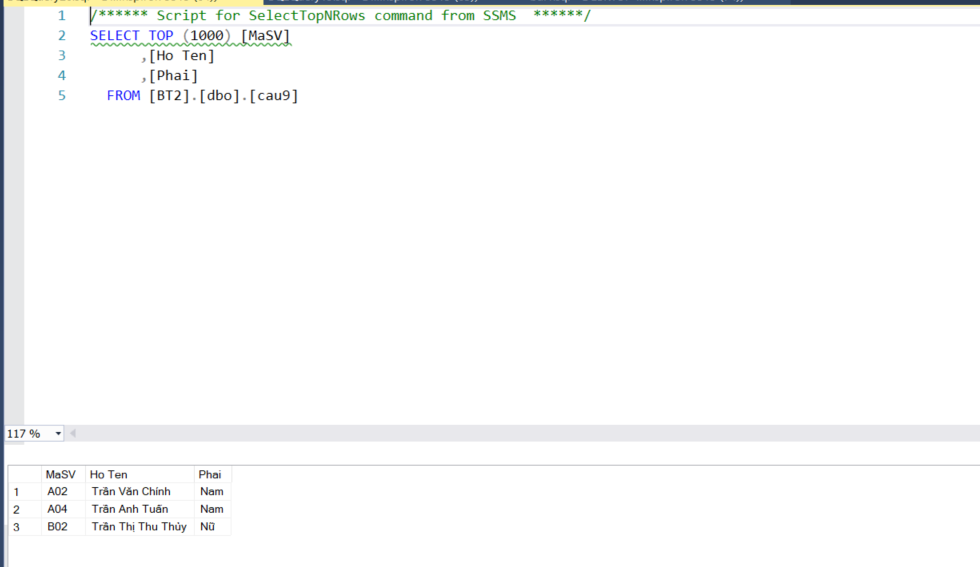 1 /****** Script for SelectTopNRows command from SSMS ******/
2 SELECT TOP (1000) [MaSV]
3 ,[Ho Ten]
4 ,[Phai]
5 FROM [BT2].[dbo].[cau9]
117 %
MaSV Ho Ten Phai
1 A02 Trần Văn Chính Nam
2 A04 Trần Anh Tuấn Nam
3 B02 Trần Thị Thu Thủy Nữ